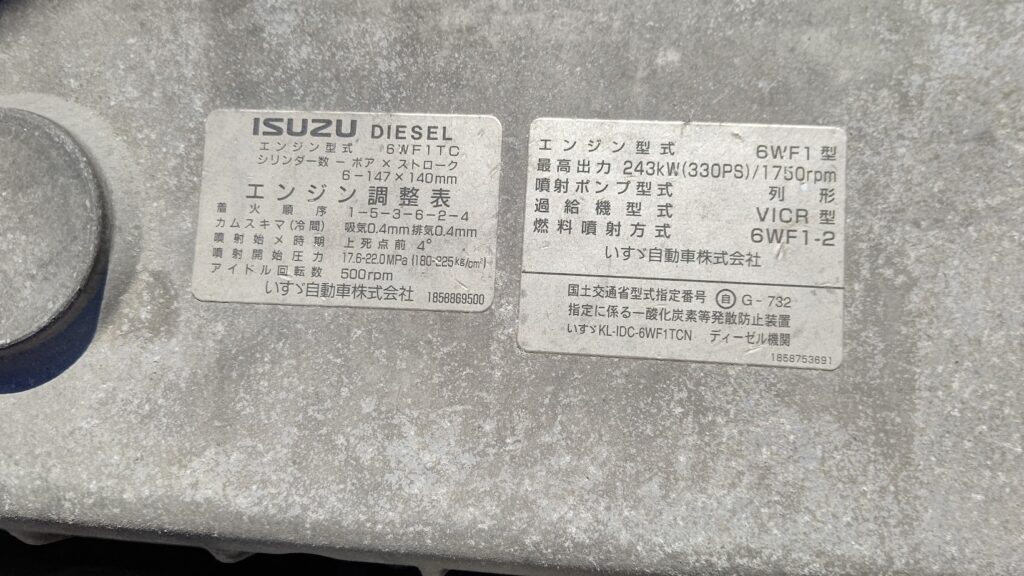 ISUZU DIESEL
エンジン型式 6WF1TC
シリンダー数ーボア×ストローク
6-147×140mm
エンジン調整表
着火順序 1-5-3-6-2-4
カムスキマ(冷間) 吸気0.4mm排気0.4mm
噴射始メ時期 上死点前 4°
噴射開始圧力 17.6-22.0MPa (180-225kg/cm²)
アイドル回転数 500rpm
いすゞ自動車株式会社 1858869500
エンジン型式 6WF1型
最高出力 243kW(330PS)/1750rpm
噴射ポンプ型式 列形
過給機型式 VICR型
燃料噴射方式 6WF1-2
いすゞ自動車株式会社
国土交通省型式指定番号 自 G-732
指定に係る一酸化炭素等発散防止装置
いすゞKL-IDC-6WF1TCN ディーゼル機関
1858753691